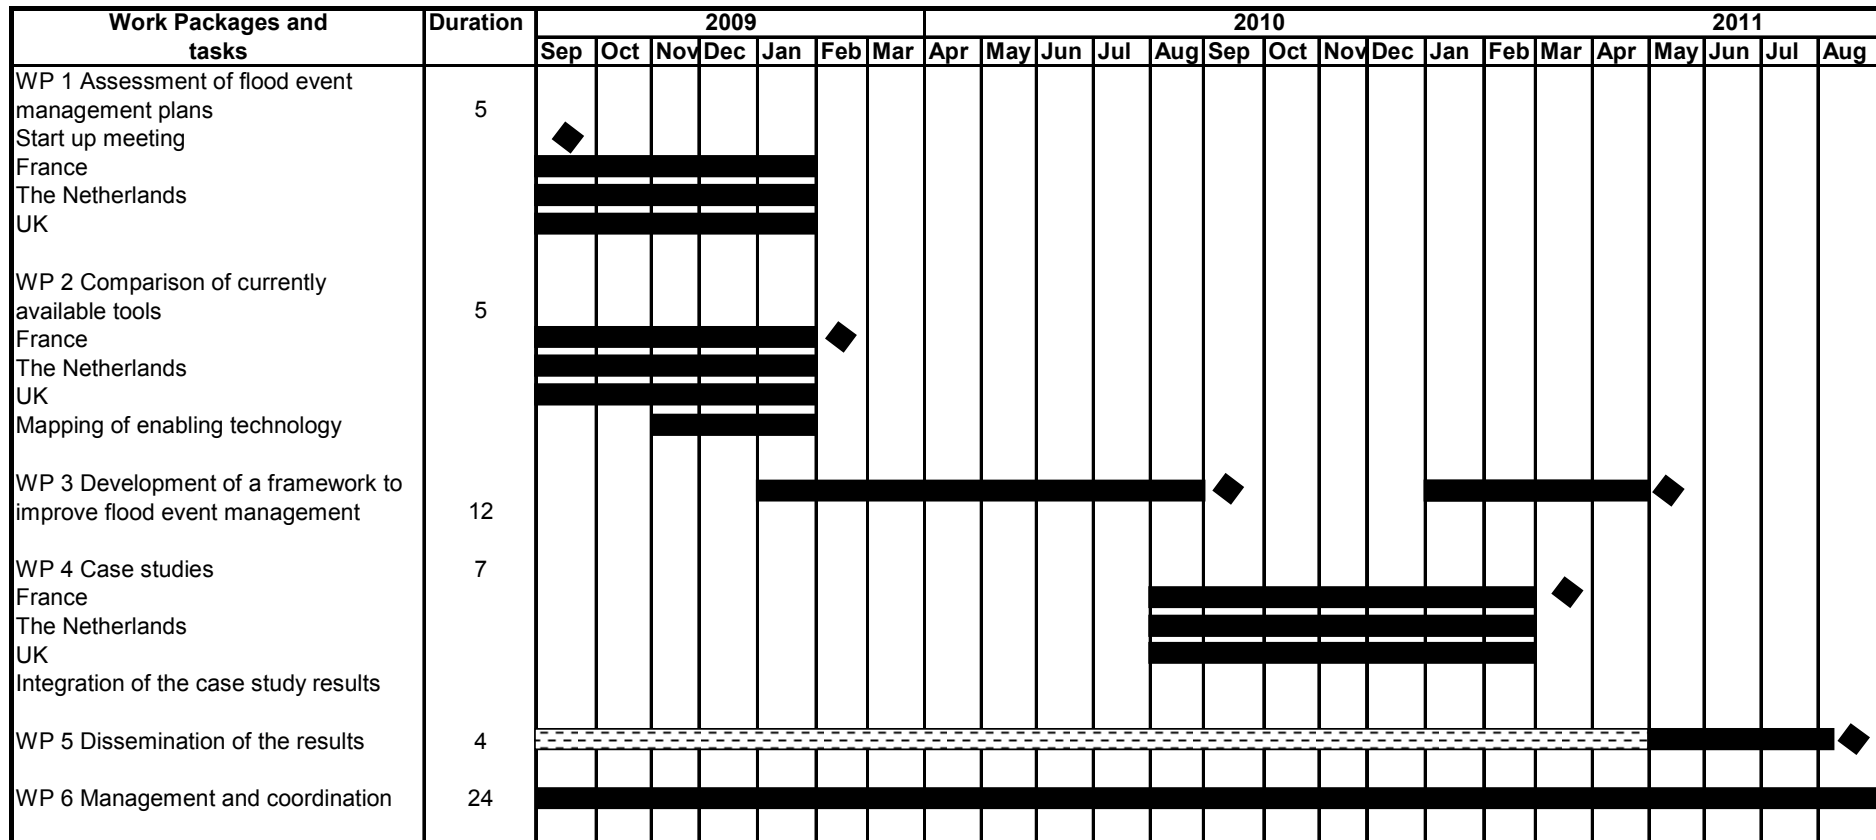 Work Packages and Duration 2009 2010 2011
tasks Sep Oct Nov Dec Jan Feb Mar Apr May Jun Jul Aug Sep Oct Nov Dec Jan Feb Mar Apr May Jun Jul Aug
WP 1 Assessment of flood event
management plans 5
Start up meeting
France
The Netherlands
UK
WP 2 Comparison of currently
available tools 5
France
The Netherlands
UK
Mapping of enabling technology
WP 3 Development of a framework to
improve flood event management 12
WP 4 Case studies 7
France
The Netherlands
UK
Integration of the case study results
WP 5 Dissemination of the results 4
WP 6 Management and coordination 24